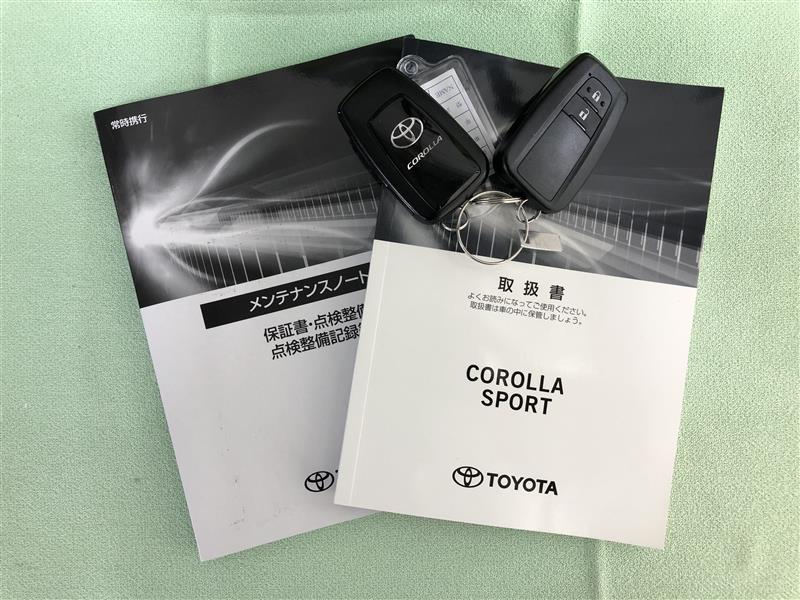 常時携行
メンテナンスノート
保証書・点検整備
点検整備記録
NAME
COROLLA
取扱書
よくお読みになってご使用ください。
取扱書は車の中に保管しましょう。
COROLLA
SPORT
TOYOTA